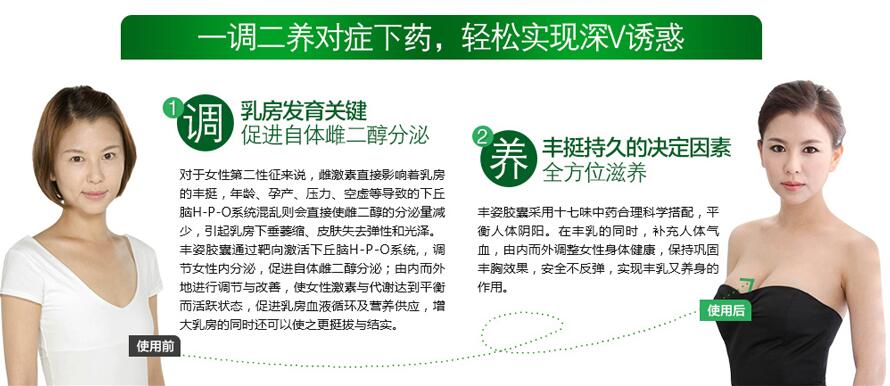 一调二养对症下药，轻松实现深V诱惑
1
调
乳房发育关键
促进自体雌二醇分泌
对于女性第二性征来说，雌激素直接影响着乳房
的丰挺，年龄、孕产、压力、空虚等导致的下丘
脑H-P-O系统混乱则会直接使雌二醇的分泌量减
少，引起乳房下垂萎缩、皮肤失去弹性和光泽。
丰姿胶囊通过靶向激活下丘脑H-P-O系统,，调
节女性内分泌，促进自体雌二醇分泌；由内而外
地进行调节与改善，使女性激素与代谢达到平衡
而活跃状态，促进乳房血液循环及营养供应，增
大乳房的同时还可以使之更挺拔与结实。
使用前
2
养
丰挺持久的决定因素
全方位滋养
丰姿胶囊采用十七味中药合理科学搭配，平
衡人体阴阳。在丰乳的同时，补充人体气
血，由内而外调整女性身体健康，保持巩固
丰胸效果，安全不反弹，实现丰乳又养身的
作用。
使用后